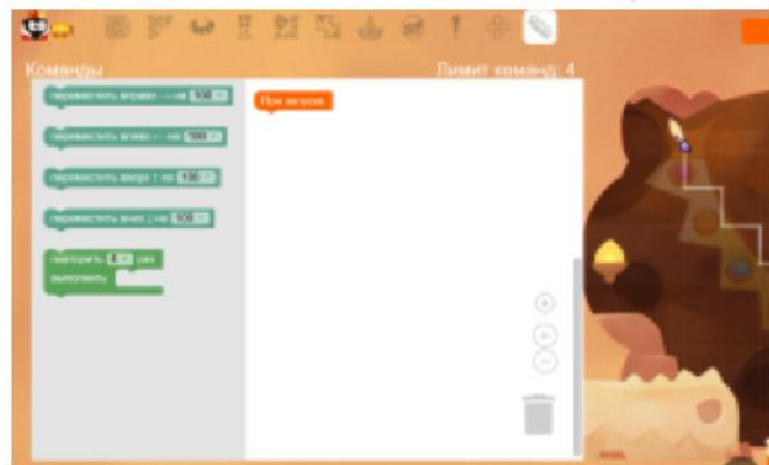 Команды
Лимит команд: 4
переместить вправо → на 100
При запуске
переместить влево ← на 100
переместить вверх ↑ на 100
переместить вниз ↓ на 100
повторить 4 раз
выполнить